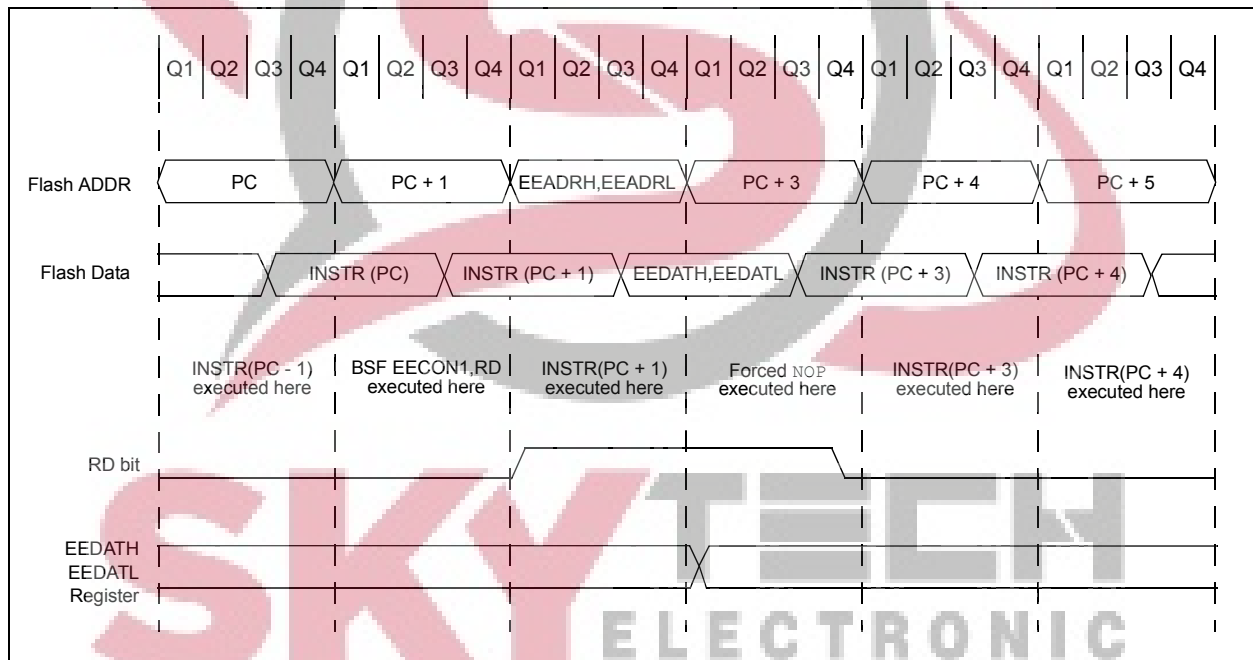 Q1 Q2 Q3 Q4 Q1 Q2 Q3 Q4 Q1 Q2 Q3 Q4 Q1 Q2 Q3 Q4 Q1 Q2 Q3 Q4 Q1 Q2 Q3 Q4
Flash ADDR PC PC + 1 EEADRH,EEADRL PC + 3 PC + 4 PC + 5
Flash Data INSTR (PC) INSTR (PC + 1) EEDATH,EEDATL INSTR (PC + 3) INSTR (PC + 4)
INSTR(PC - 1)
executed here
BSF EECON1,RD
executed here
INSTR(PC + 1)
executed here
Forced NOP
executed here
INSTR(PC + 3)
executed here
INSTR(PC + 4)
executed here
RD bit
EEDATH
EEDATL
Register
SKYTECH
ELECTRONIC